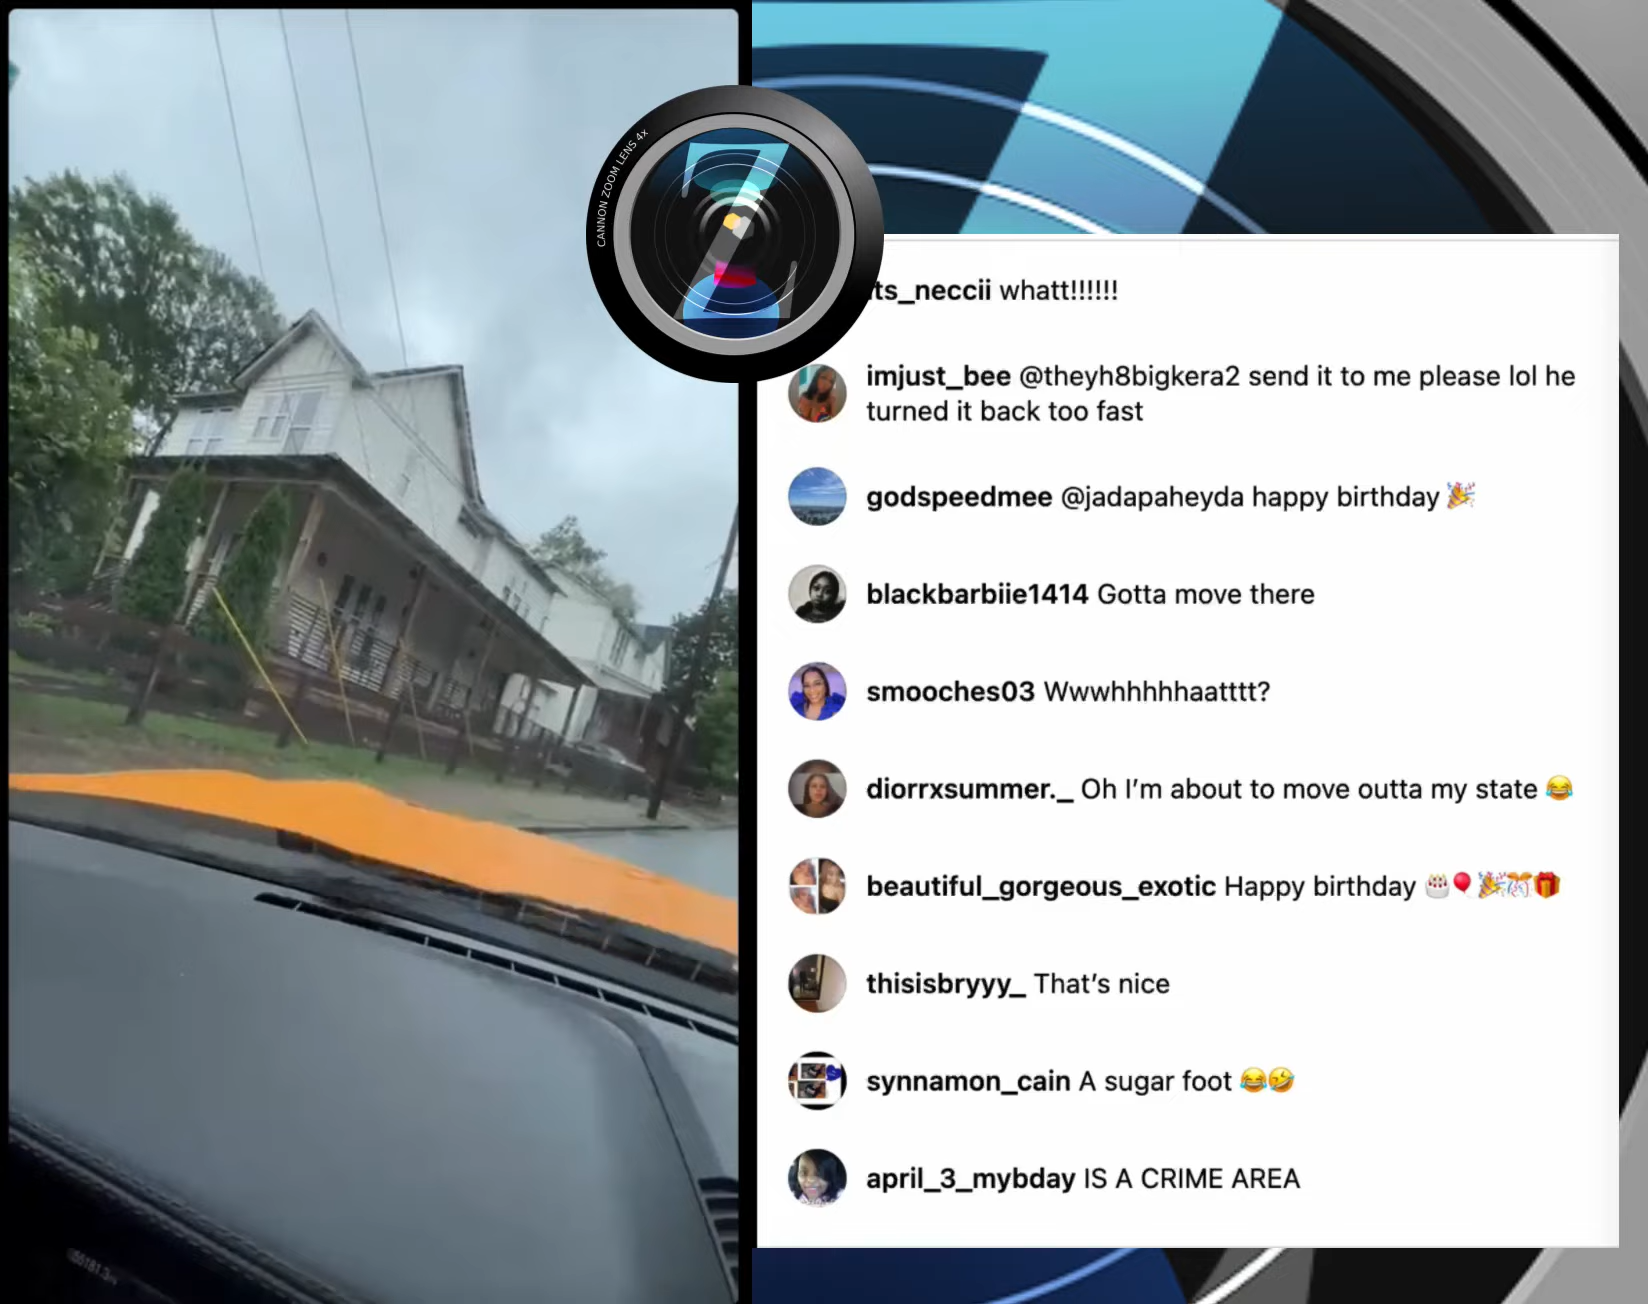 CANNON ZOOM LENS 4x
ts_neccii whatt!!!!!!
imjust_bee @theyh8bigkera2 send it to me please lol he
turned it back too fast
godspeedmee @jadapaheyda happy birthday 🎉
blackbarbiie1414 Gotta move there
smooches03 Wwwhhhhhaatttt?
diorrxsummer._ Oh I’m about to move outta my state 😂
beautiful_gorgeous_exotic Happy birthday 🎂🎈🎉🎊🎁
thisisbryyy_ That’s nice
synnamon_cain A sugar foot 😂🤣
april_3_mybday IS A CRIME AREA